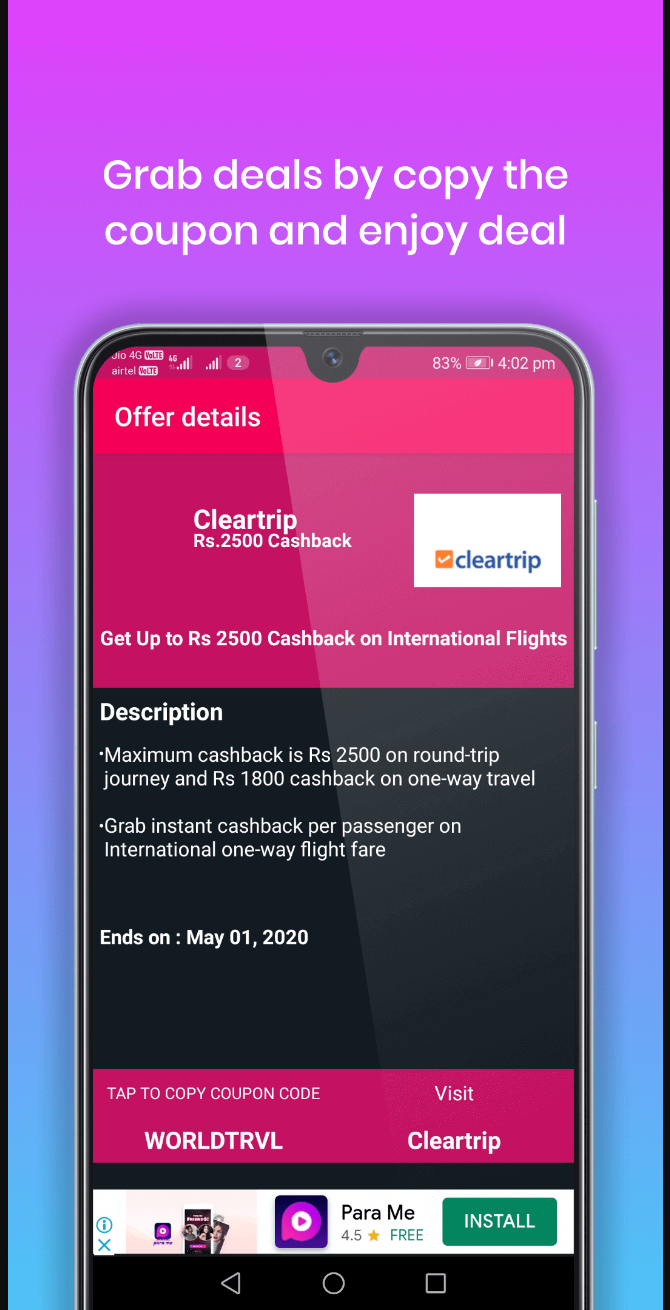 Grab deals by copy the
coupon and enjoy deal
Jio 4G VoLTE 4G 2 83% 4:02 pm
airtel VoLTE
Offer details
Cleartrip
Rs.2500 Cashback
cleartrip
Get Up to Rs 2500 Cashback on International Flights
Description
•Maximum cashback is Rs 2500 on round-trip
journey and Rs 1800 cashback on one-way travel
•Grab instant cashback per passenger on
International one-way flight fare
Ends on : May 01, 2020
TAP TO COPY COUPON CODE Visit
WORLDTRVL Cleartrip
Para Me
4.5 ★ FREE
INSTALL